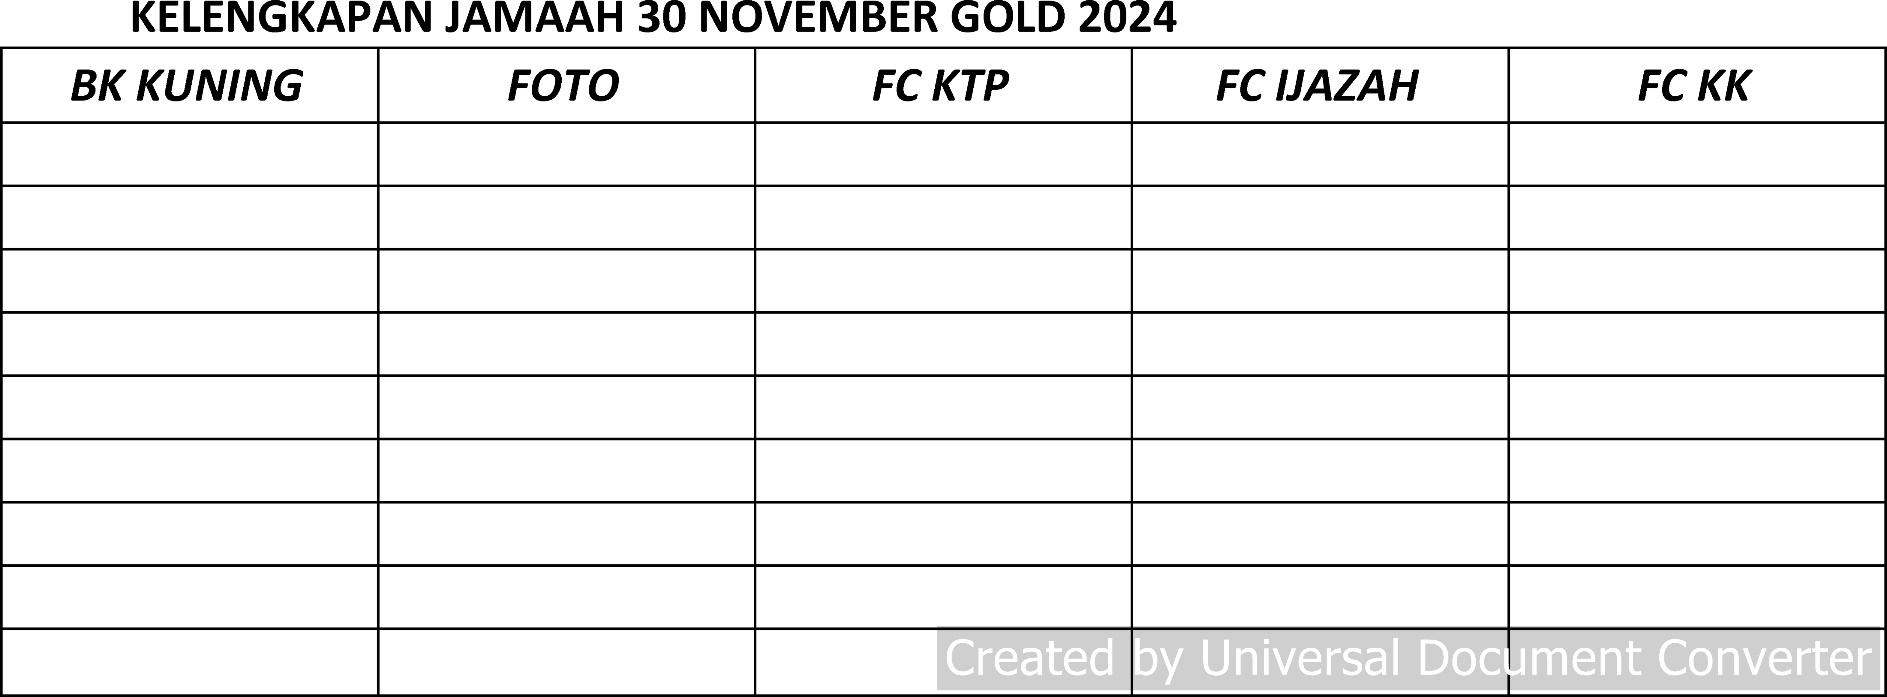 KELENGKAPAN JAMAAH 30 NOVEMBER GOLD 2024
BK KUNING FOTO FC KTP FC IJAZAH FC KK
Created by Universal Document Converter